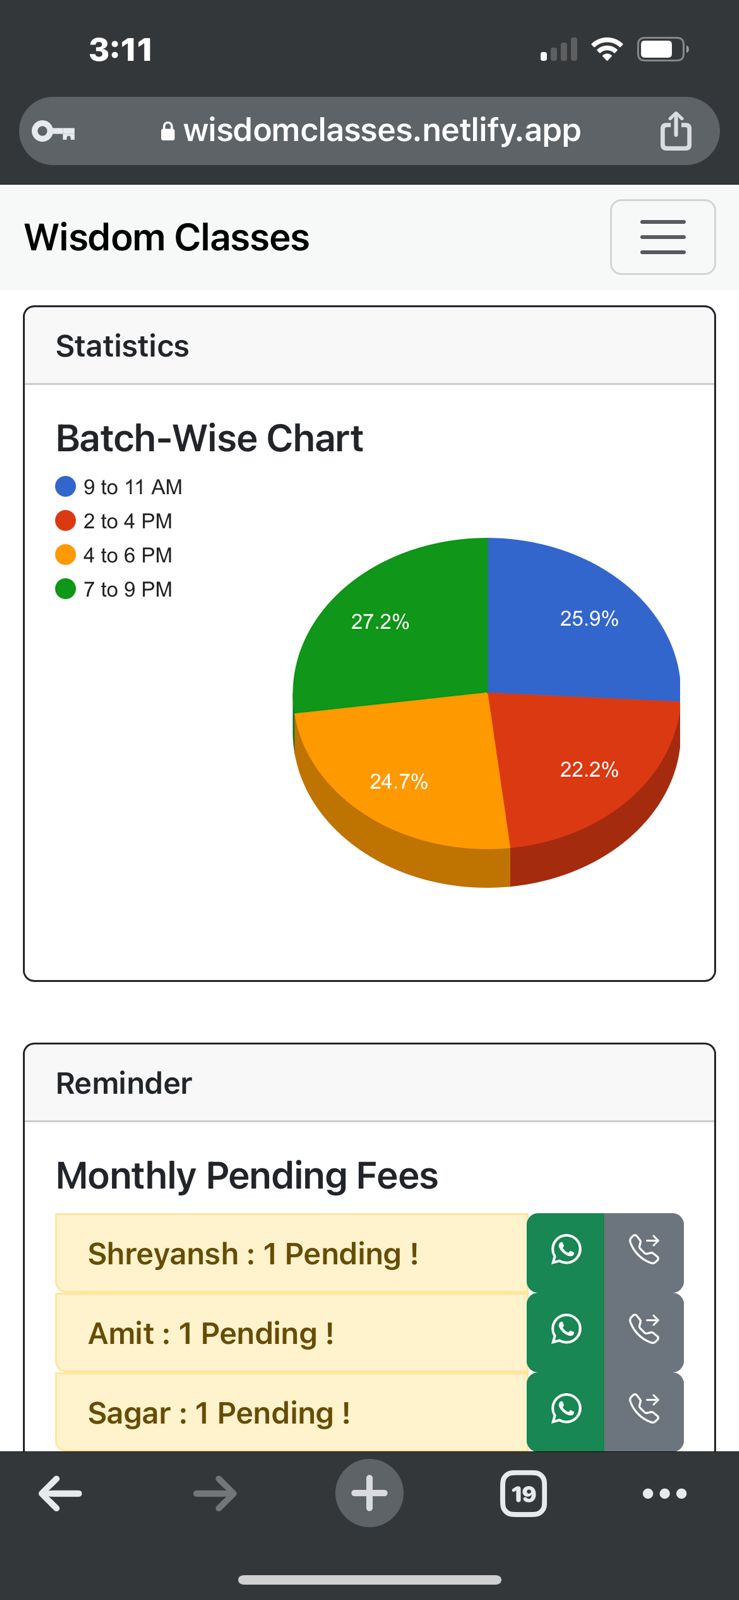 3:11
wisdomclasses.netlify.app
Wisdom Classes
Statistics
Batch-Wise Chart
9 to 11 AM
2 to 4 PM
4 to 6 PM
7 to 9 PM
27.2%
25.9%
24.7%
22.2%
Reminder
Monthly Pending Fees
Shreyansh : 1 Pending !
Amit : 1 Pending !
Sagar : 1 Pending !
19